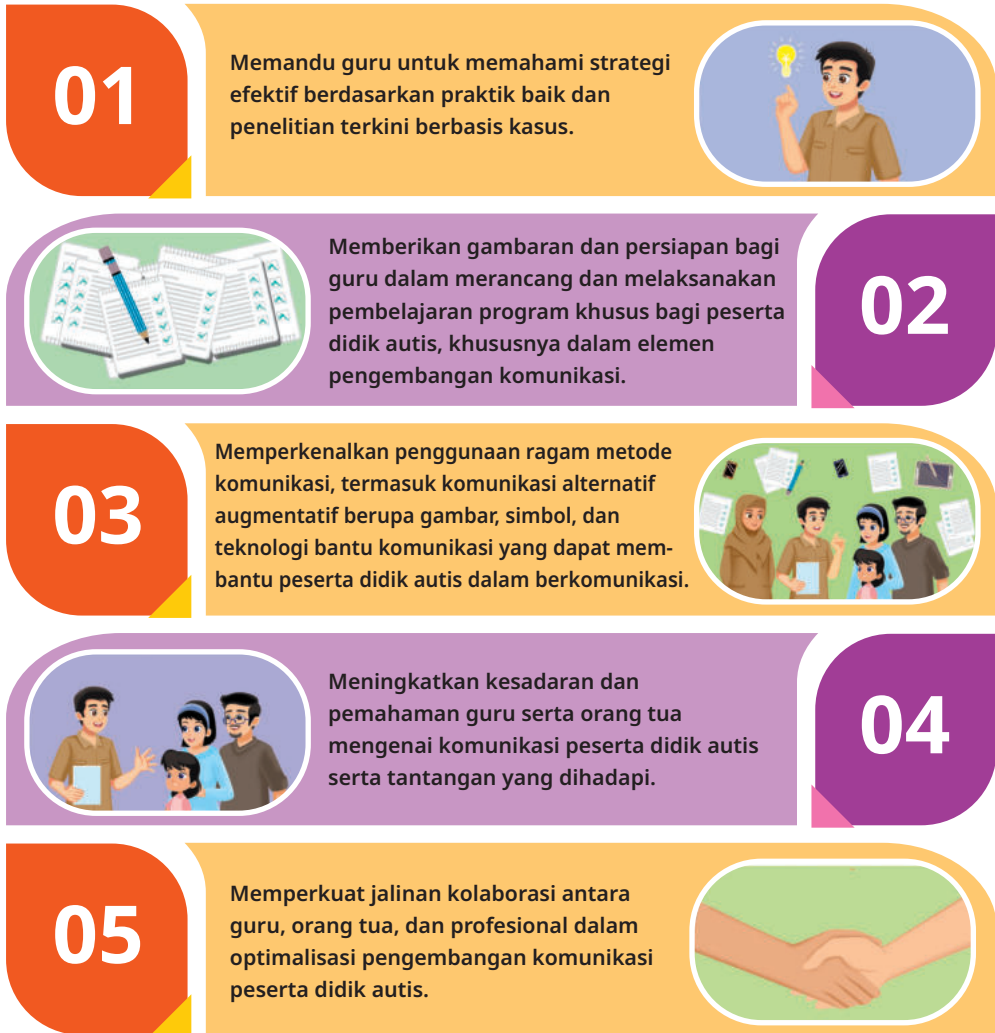 01
Memandu guru untuk memahami strategi
efektif berdasarkan praktik baik dan
penelitian terkini berbasis kasus.
Memberikan gambaran dan persiapan bagi
guru dalam merancang dan melaksanakan
pembelajaran program khusus bagi peserta
didik autis, khususnya dalam elemen
pengembangan komunikasi.
02
03
Memperkenalkan penggunaan ragam metode
komunikasi, termasuk komunikasi alternatif
augmentatif berupa gambar, simbol, dan
teknologi bantu komunikasi yang dapat mem-
bantu peserta didik autis dalam berkomunikasi.
Meningkatkan kesadaran dan
pemahaman guru serta orang tua
mengenai komunikasi peserta didik autis
serta tantangan yang dihadapi.
04
05
Memperkuat jalinan kolaborasi antara
guru, orang tua, dan profesional dalam
optimalisasi pengembangan komunikasi
peserta didik autis.